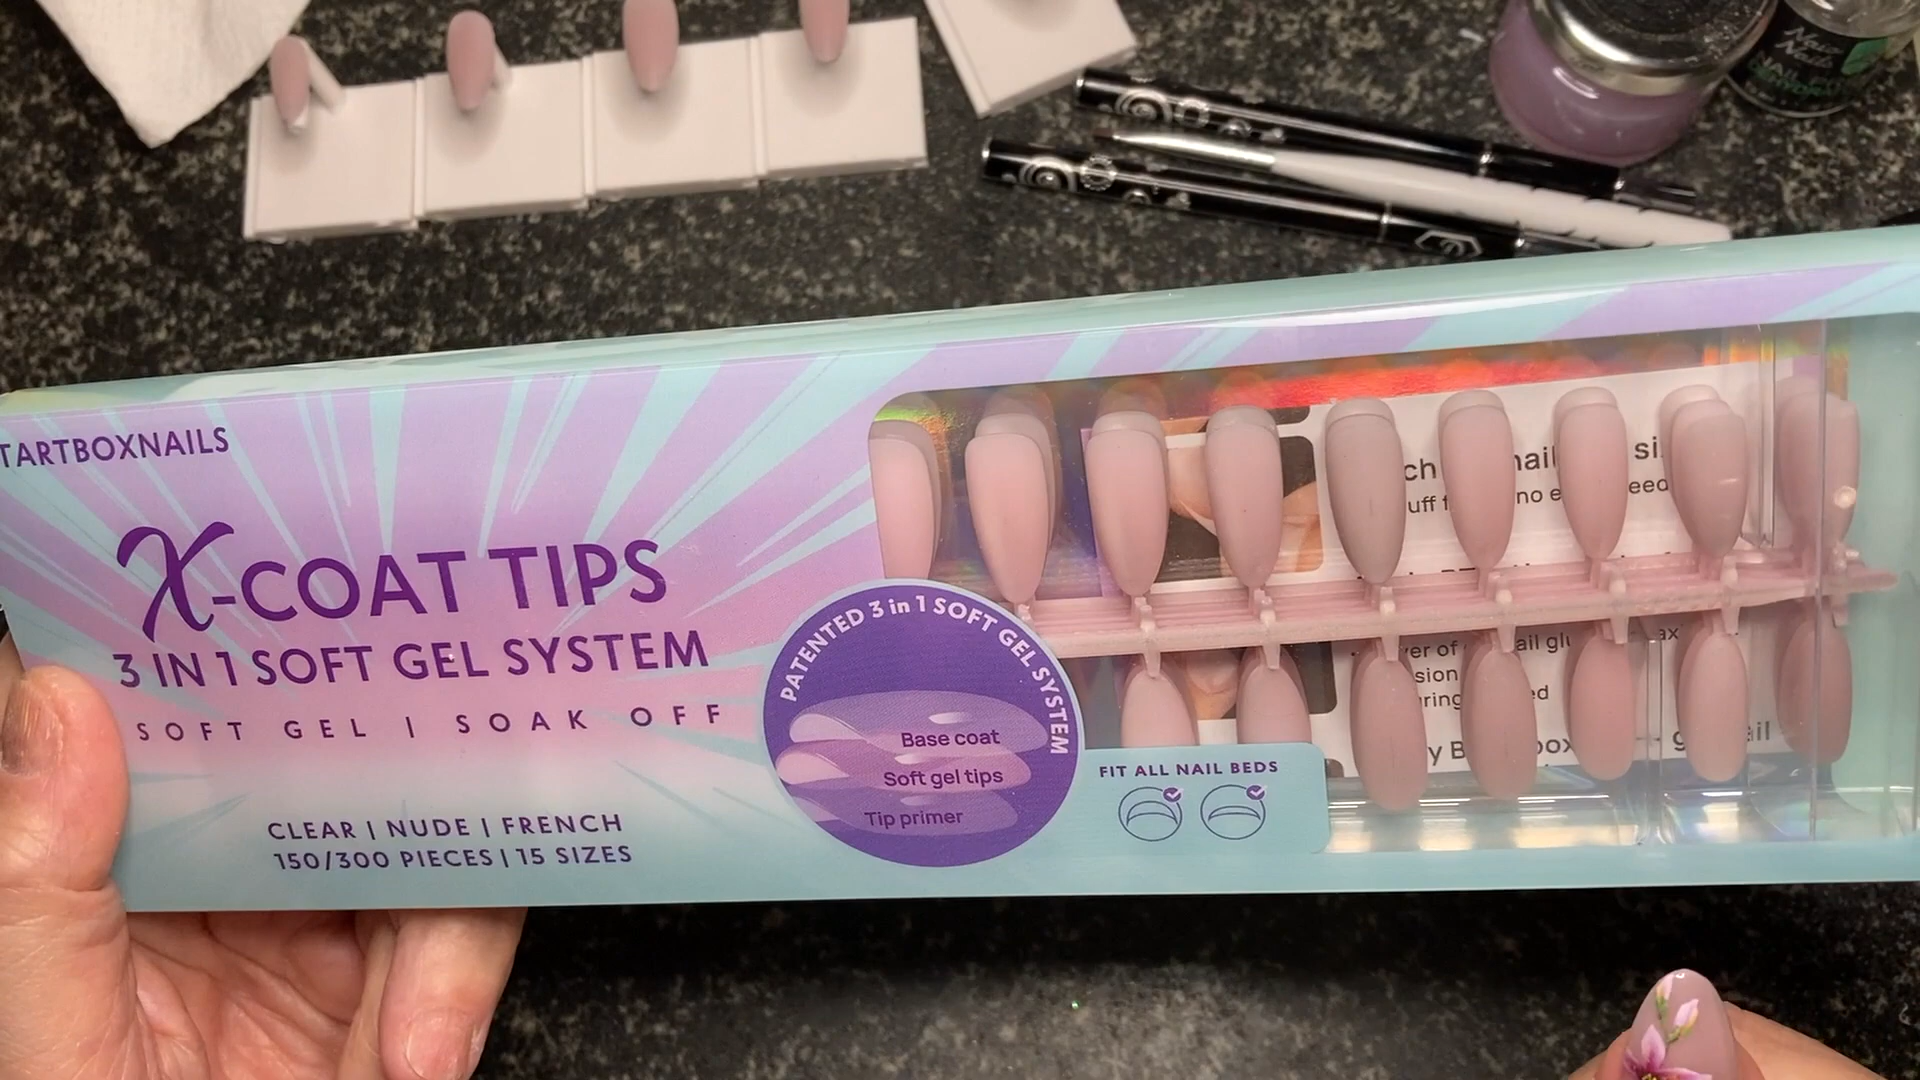 TARTBOXNAILS
X-COAT TIPS
3 IN 1 SOFT GEL SYSTEM
SOFT GEL | SOAK OFF
CLEAR | NUDE | FRENCH
150/300 PIECES | 15 SIZES
PATENTED 3 in 1 SOFT GEL SYSTEM
Base coat
Soft gel tips
Tip primer
FIT ALL NAIL BEDS